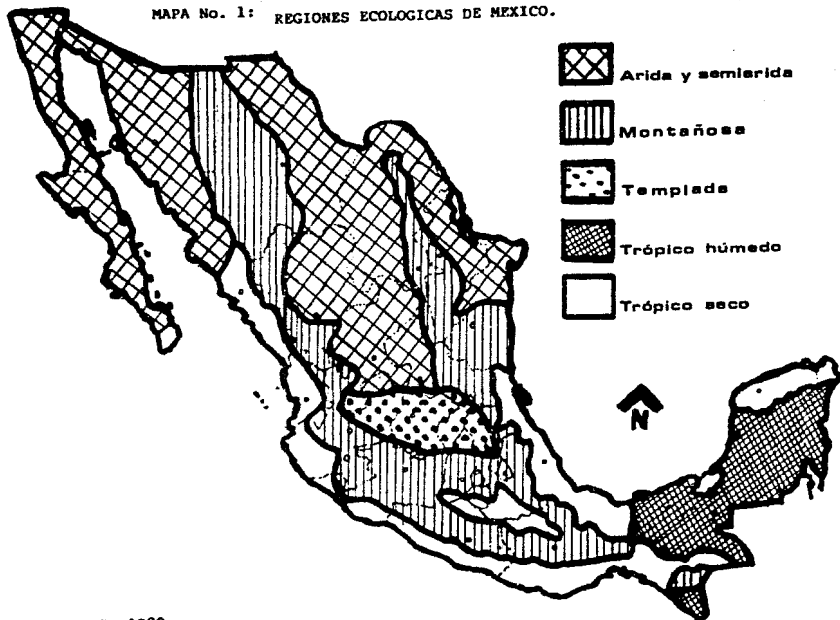 MAPA No. 1: REGIONES ECOLOGICAS DE MEXICO.
Arida y semiarida
Montañosa
Templada
Trópico húmedo
Trópico seco
N